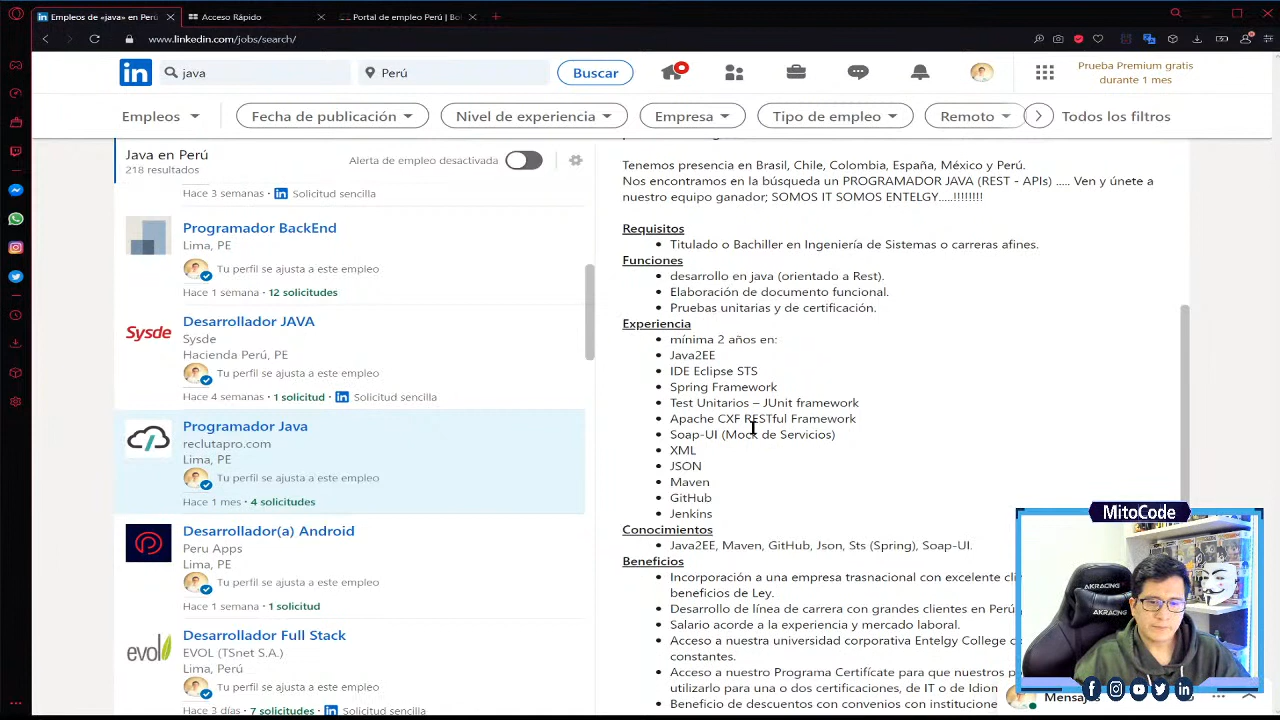 Empleos de «java» en Perú
Acceso Rápido
Portal de empleo Perú | Bo
www.linkedin.com/jobs/search/
in
java
Perú
Buscar
Prueba Premium gratis
durante 1 mes
Empleos
Fecha de publicación
Nivel de experiencia
Empresa
Tipo de empleo
Remoto
Todos los filtros
Java en Perú
218 resultados
Alerta de empleo desactivada
Hace 3 semanas · in Solicitud sencilla
Programador BackEnd
Lima, PE
Tu perfil se ajusta a este empleo
Hace 1 semana · 12 solicitudes
Sysde
Desarrollador JAVA
Sysde
Hacienda Perú, PE
Tu perfil se ajusta a este empleo
Hace 4 semanas · 1 solicitud in Solicitud sencilla
Programador Java
reclutapro.com
Lima, PE
Tu perfil se ajusta a este empleo
Hace 1 mes · 4 solicitudes
Desarrollador(a) Android
Peru Apps
Lima, PE
Tu perfil se ajusta a este empleo
Hace 1 semana · 1 solicitud
Desarrollador Full Stack
evol
EVOL (TSnet S.A.)
Lima, Perú
Tu perfil se ajusta a este empleo
Hace 3 días · 7 solicitudes · in Solicitud sencilla
Tenemos presencia en Brasil, Chile, Colombia, España, México y Perú.
Nos encontramos en la búsqueda un PROGRAMADOR JAVA (REST - APIs) ..... Ven y únete a
nuestro equipo ganador; SOMOS IT SOMOS ENTELGY.....!!!!!!!!
Requisitos
• Titulado o Bachiller en Ingeniería de Sistemas o carreras afines.
Funciones
• desarrollo en java (orientado a Rest).
• Elaboración de documento funcional.
• Pruebas unitarias y de certificación.
Experiencia
• mínima 2 años en:
• Java2EE
• IDE Eclipse STS
• Spring Framework
• Test Unitarios – JUnit framework
• Apache CXF RESTful Framework
• Soap-UI (Mock de Servicios)
• XML
• JSON
• Maven
• GitHub
• Jenkins
Conocimientos
• Java2EE, Maven, GitHub, Json, Sts (Spring), Soap-UI.
Beneficios
• Incorporación a una empresa trasnacional con excelente cli
beneficios de Ley.
• Desarrollo de línea de carrera con grandes clientes en Perú
• Salario acorde a la experiencia y mercado laboral.
• Acceso a nuestra universidad corporativa Entelgy College
constantes.
• Acceso a nuestro Programa Certifícate para que nuestros p
utilizarlo para una o dos certificaciones, de IT o de Idion
• Beneficio de descuentos con convenios con institucione
MitoCode
AKRACING
AKRACING
Mensajes